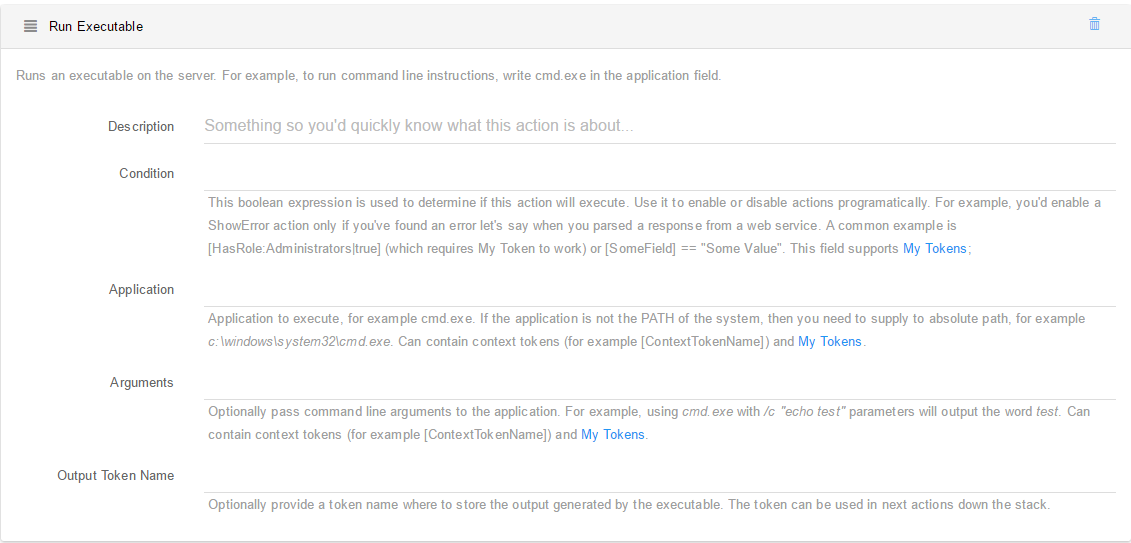 Run Executable
Runs an executable on the server. For example, to run command line instructions, write cmd.exe in the application field.
Description
Something so you'd quickly know what this action is about...
Condition
This boolean expression is used to determine if this action will execute. Use it to enable or disable actions programatically. For example, you'd enable a
ShowError action only if you've found an error let's say when you parsed a response from a web service. A common example is
[HasRole:Administrators|true] (which requires My Token to work) or [SomeField] == "Some Value". This field supports My Tokens;
Application
Application to execute, for example cmd.exe. If the application is not the PATH of the system, then you need to supply to absolute path, for example
c:\windows\system32\cmd.exe. Can contain context tokens (for example [ContextTokenName]) and My Tokens.
Arguments
Optionally pass command line arguments to the application. For example, using cmd.exe with /c "echo test" parameters will output the word test. Can
contain context tokens (for example [ContextTokenName]) and My Tokens.
Output Token Name
Optionally provide a token name where to store the output generated by the executable. The token can be used in next actions down the stack.